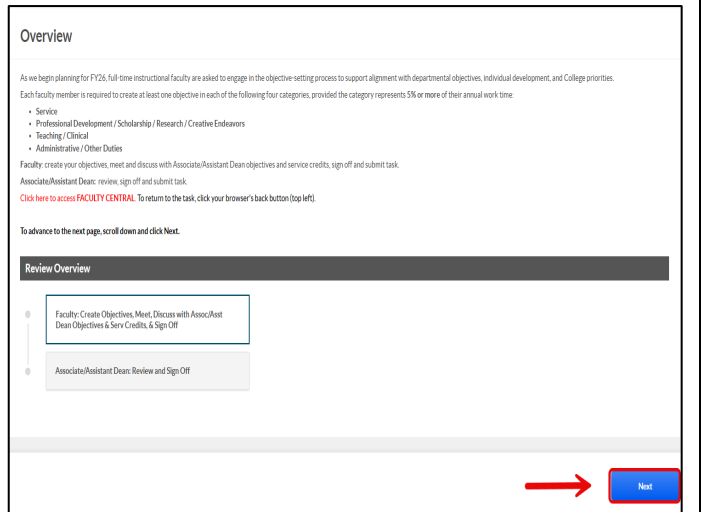 Overview
As we begin planning for FY26, full-time instructional faculty are asked to engage in the objective-setting process to support alignment with departmental objectives, individual development, and College priorities.
Each faculty member is required to create at least one objective in each of the following four categories, provided the category represents 5% or more of their annual work time:
• Service
• Professional Development / Scholarship / Research / Creative Endeavors
• Teaching / Clinical
• Administrative / Other Duties
Faculty: create your objectives, meet and discuss with Associate/Assistant Dean objectives and service credits, sign off and submit task.
Associate/Assistant Dean: review, sign off and submit task.
Click here to access FACULTY CENTRAL. To return to the task, click your browser's back button (top left).
To advance to the next page, scroll down and click Next.
Review Overview
Faculty: Create Objectives, Meet, Discuss with Assoc/Asst
Dean Objectives & Serv Credits, & Sign Off
Associate/Assistant Dean: Review and Sign Off
Next